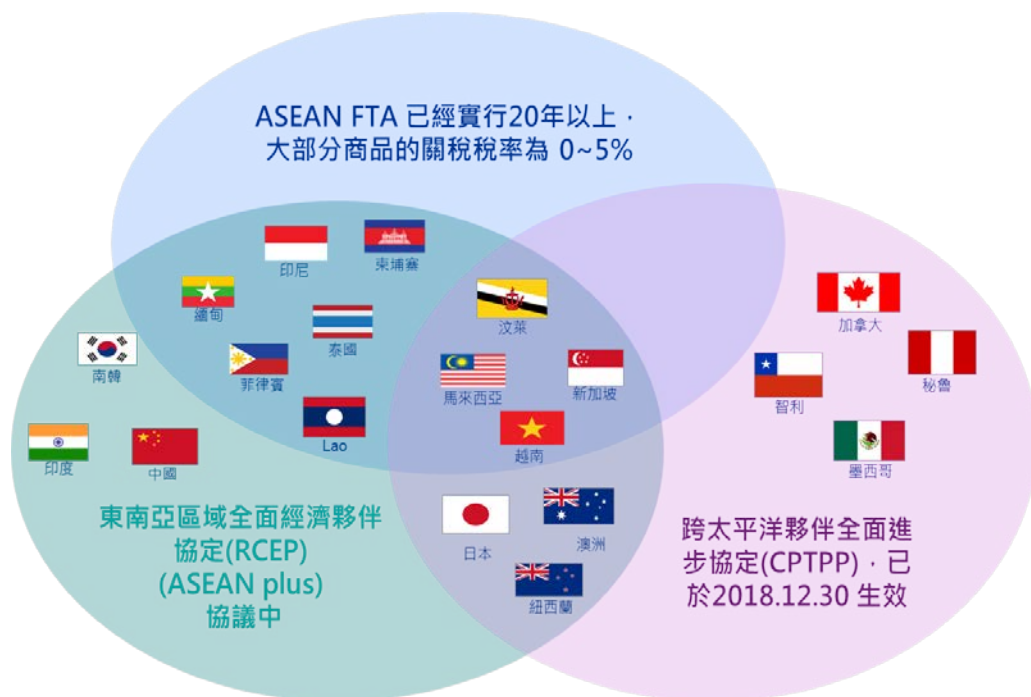 ASEAN FTA 已經實行20年以上，
大部分商品的關稅稅率為 0~5%
印尼
柬埔寨
緬甸
泰國
汶萊
加拿大
南韓
菲律賓
馬來西亞
新加坡
智利
秘魯
Lao
越南
墨西哥
印度
中國
東南亞區域全面經濟夥伴
協定(RCEP)
(ASEAN plus)
協議中
日本
澳洲
紐西蘭
跨太平洋夥伴全面進
步協定(CPTPP)，已
於2018.12.30 生效